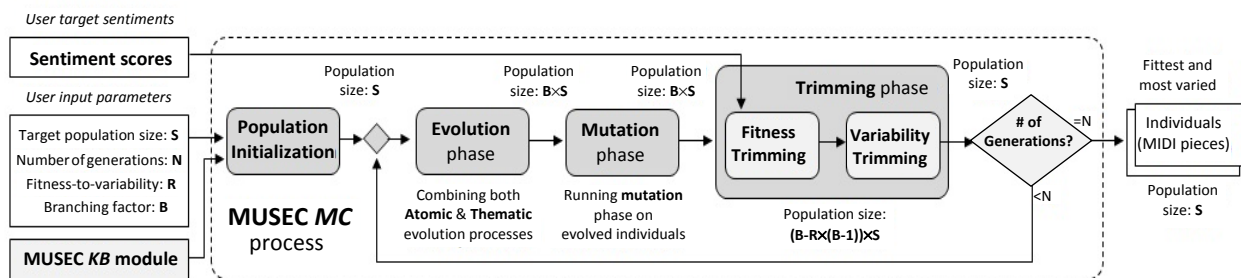 User target sentiments
Sentiment scores
User input parameters
Target population size: S
Number of generations: N
Fitness-to-variability: R
Branching factor: B
MUSEC KB module
Population
size: S
Population
Initialization
MUSEC MC
process
Population
size: B×S
Evolution
phase
Combining both
Atomic & Thematic
evolution processes
Population
size: B×S
Mutation
phase
Running mutation
phase on
evolved individuals
Trimming phase
Fitness
Trimming
Variability
Trimming
Population size:
(B-R×(B-1))×S
Population
size: S
# of
Generations?
=N
<N
Fittest and
most varied
Individuals
(MIDI pieces)
Population
size: S